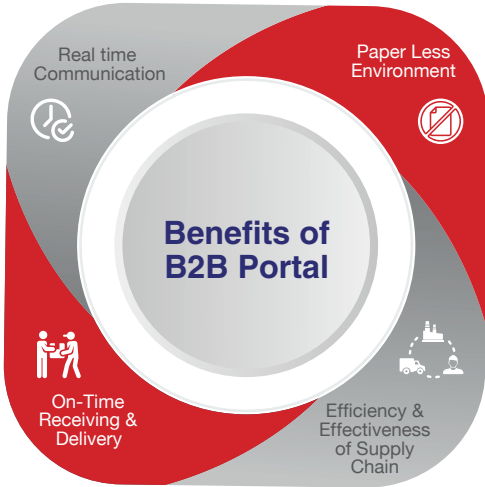 Real time
Communication
Paper Less
Environment
Benefits of
B2B Portal
On-Time
Receiving &
Delivery
Efficiency &
Effectiveness
of Supply
Chain